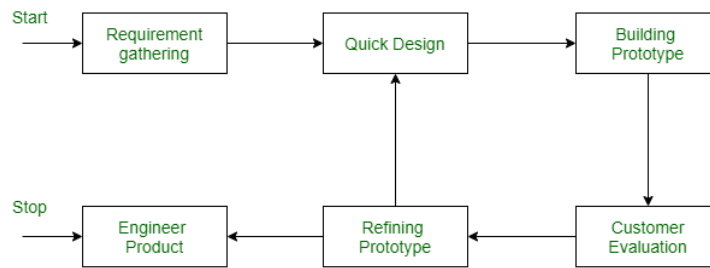 Start
Requirement
gathering
Quick Design
Building
Prototype
Stop
Engineer
Product
Refining
Prototype
Customer
Evaluation